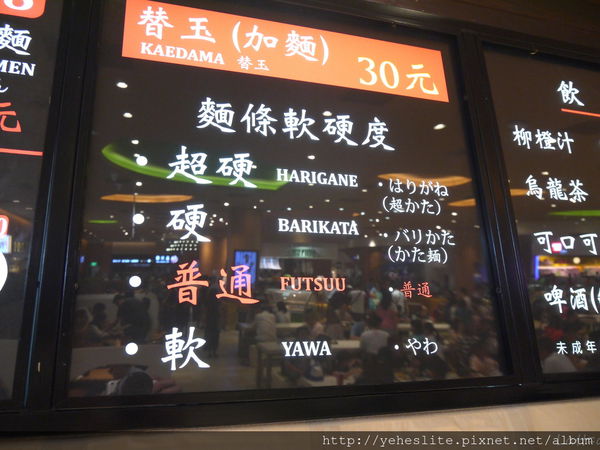 8
麵
MEN
元
替玉(加麵)
KAEDAMA 替玉
30元
麵條軟硬度
• 超硬 HARIGANE • はりがね
(超かた)
• 硬 BARIKATA • バリかた
(かた麺)
• 普通 FUTSUU • 普通
• 軟 YAWA • やわ
飲
柳橙汁
烏龍茶
可口可
啤酒(
未成年
http://yeheslite.pixnet.net/album